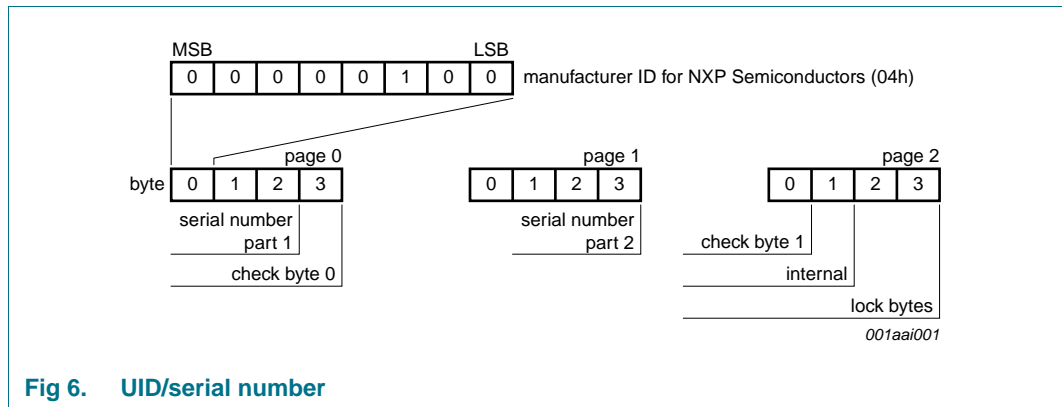 MSB LSB
0 0 0 0 0 1 0 0 manufacturer ID for NXP Semiconductors (04h)
page 0 page 1 page 2
byte 0 1 2 3 0 1 2 3 0 1 2 3
serial number serial number
part 1 part 2 check byte 1
check byte 0 internal
lock bytes
001aai001
Fig 6. UID/serial number